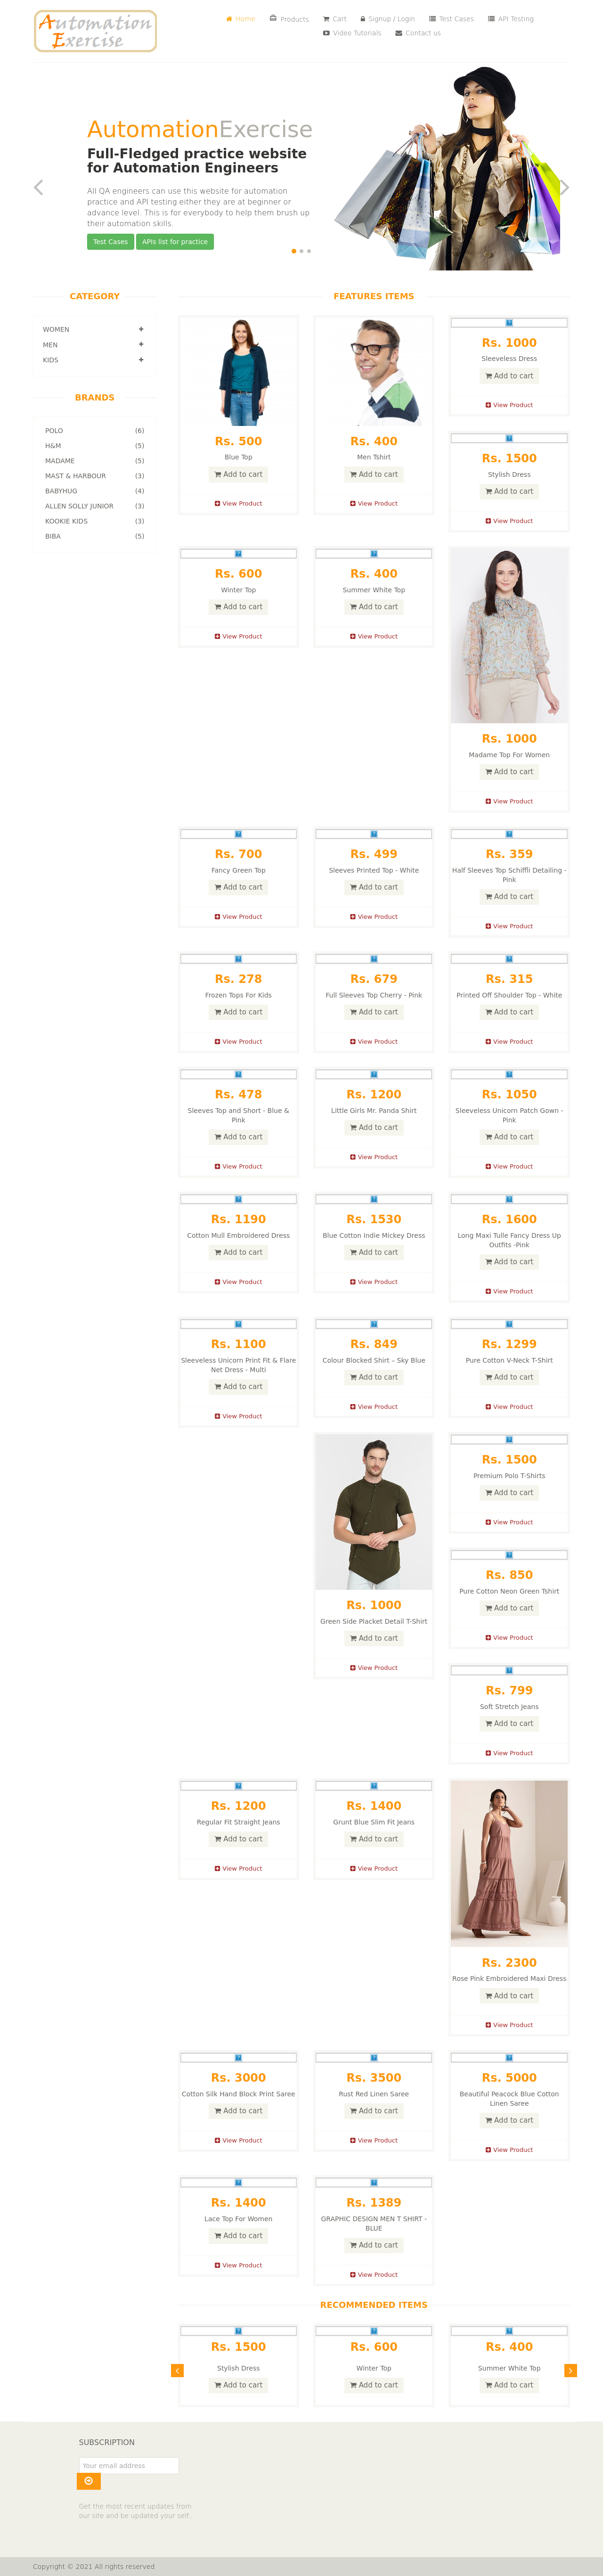 Automation
Exercise
Home
Products
Cart
Signup / Login
Test Cases
API Testing
Video Tutorials
Contact us
AutomationExercise
Full-Fledged practice website
for Automation Engineers
All QA engineers can use this website for automation
practice and API testing either they are at beginner or
advance level. This is for everybody to help them brush up
their automation skills.
Test Cases
APIs list for practice
CATEGORY
WOMEN
MEN
KIDS
BRANDS
POLO (6)
H&M (5)
MADAME (5)
MAST & HARBOUR (3)
BABYHUG (4)
ALLEN SOLLY JUNIOR (3)
KOOKIE KIDS (3)
BIBA (5)
FEATURES ITEMS
Rs. 500
Blue Top
Add to cart
View Product
Rs. 400
Men Tshirt
Add to cart
View Product
Rs. 1000
Sleeveless Dress
Add to cart
View Product
Rs. 1500
Stylish Dress
Add to cart
View Product
Rs. 600
Winter Top
Add to cart
View Product
Rs. 400
Summer White Top
Add to cart
View Product
Rs. 1000
Madame Top For Women
Add to cart
View Product
Rs. 700
Fancy Green Top
Add to cart
View Product
Rs. 499
Sleeves Printed Top - White
Add to cart
View Product
Rs. 359
Half Sleeves Top Schiffli Detailing -
Pink
Add to cart
View Product
Rs. 278
Frozen Tops For Kids
Add to cart
View Product
Rs. 679
Full Sleeves Top Cherry - Pink
Add to cart
View Product
Rs. 315
Printed Off Shoulder Top - White
Add to cart
View Product
Rs. 478
Sleeves Top and Short - Blue &
Pink
Add to cart
View Product
Rs. 1200
Little Girls Mr. Panda Shirt
Add to cart
View Product
Rs. 1050
Sleeveless Unicorn Patch Gown -
Pink
Add to cart
View Product
Rs. 1190
Cotton Mull Embroidered Dress
Add to cart
View Product
Rs. 1530
Blue Cotton Indie Mickey Dress
Add to cart
View Product
Rs. 1600
Long Maxi Tulle Fancy Dress Up
Outfits -Pink
Add to cart
View Product
Rs. 1100
Sleeveless Unicorn Print Fit & Flare
Net Dress - Multi
Add to cart
View Product
Rs. 849
Colour Blocked Shirt – Sky Blue
Add to cart
View Product
Rs. 1299
Pure Cotton V-Neck T-Shirt
Add to cart
View Product
Rs. 1000
Green Side Placket Detail T-Shirt
Add to cart
View Product
Rs. 1500
Premium Polo T-Shirts
Add to cart
View Product
Rs. 850
Pure Cotton Neon Green Tshirt
Add to cart
View Product
Rs. 799
Soft Stretch Jeans
Add to cart
View Product
Rs. 1200
Regular Fit Straight Jeans
Add to cart
View Product
Rs. 1400
Grunt Blue Slim Fit Jeans
Add to cart
View Product
Rs. 2300
Rose Pink Embroidered Maxi Dress
Add to cart
View Product
Rs. 3000
Cotton Silk Hand Block Print Saree
Add to cart
View Product
Rs. 3500
Rust Red Linen Saree
Add to cart
View Product
Rs. 5000
Beautiful Peacock Blue Cotton
Linen Saree
Add to cart
View Product
Rs. 1400
Lace Top For Women
Add to cart
View Product
Rs. 1389
GRAPHIC DESIGN MEN T SHIRT -
BLUE
Add to cart
View Product
RECOMMENDED ITEMS
Rs. 1500
Stylish Dress
Add to cart
Rs. 600
Winter Top
Add to cart
Rs. 400
Summer White Top
Add to cart
SUBSCRIPTION
Your email address
Get the most recent updates from
our site and be updated your self..
Copyright © 2021 All rights reserved